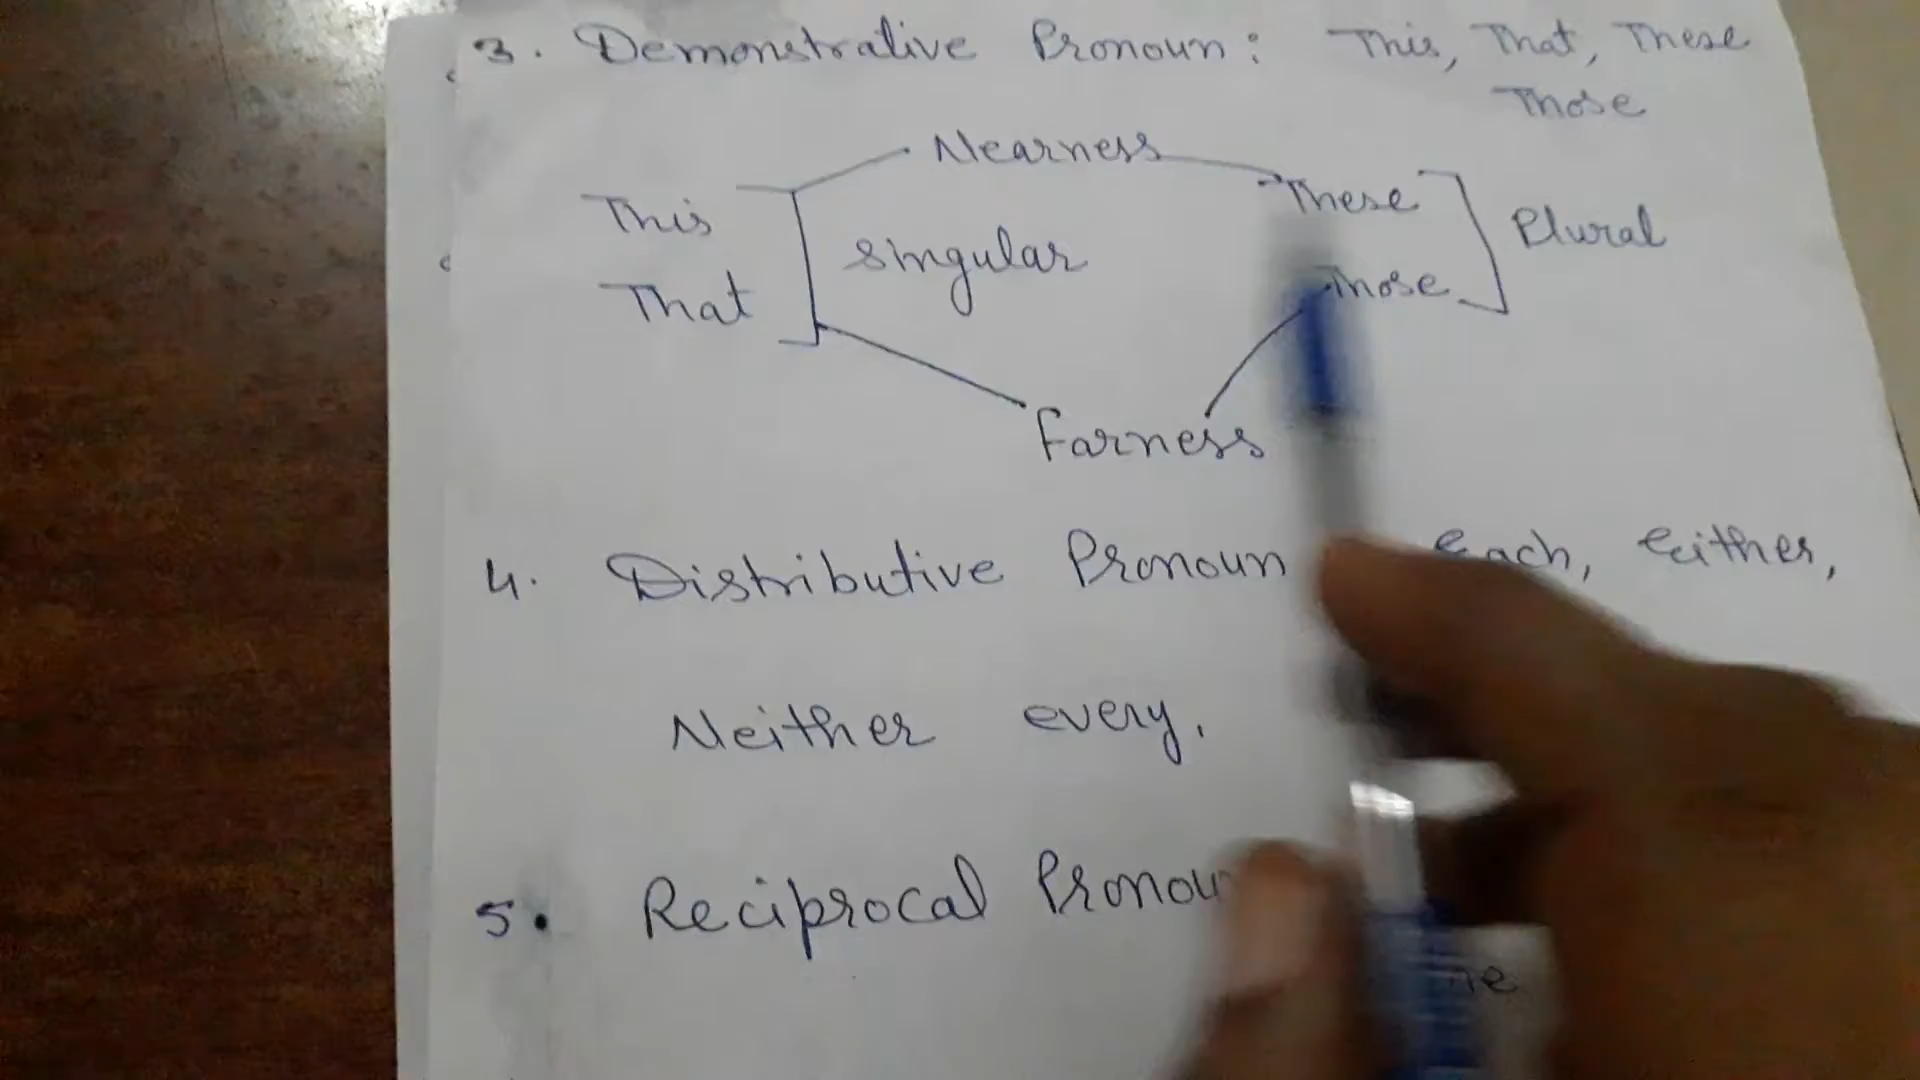 3. Demonstrative Pronoun: This, That, These
Those
Nearness
This
These
Plural
Singular
That
Those
Farness
4. Distributive Pronoun Each, Either,
Neither every.
5. Reciprocal